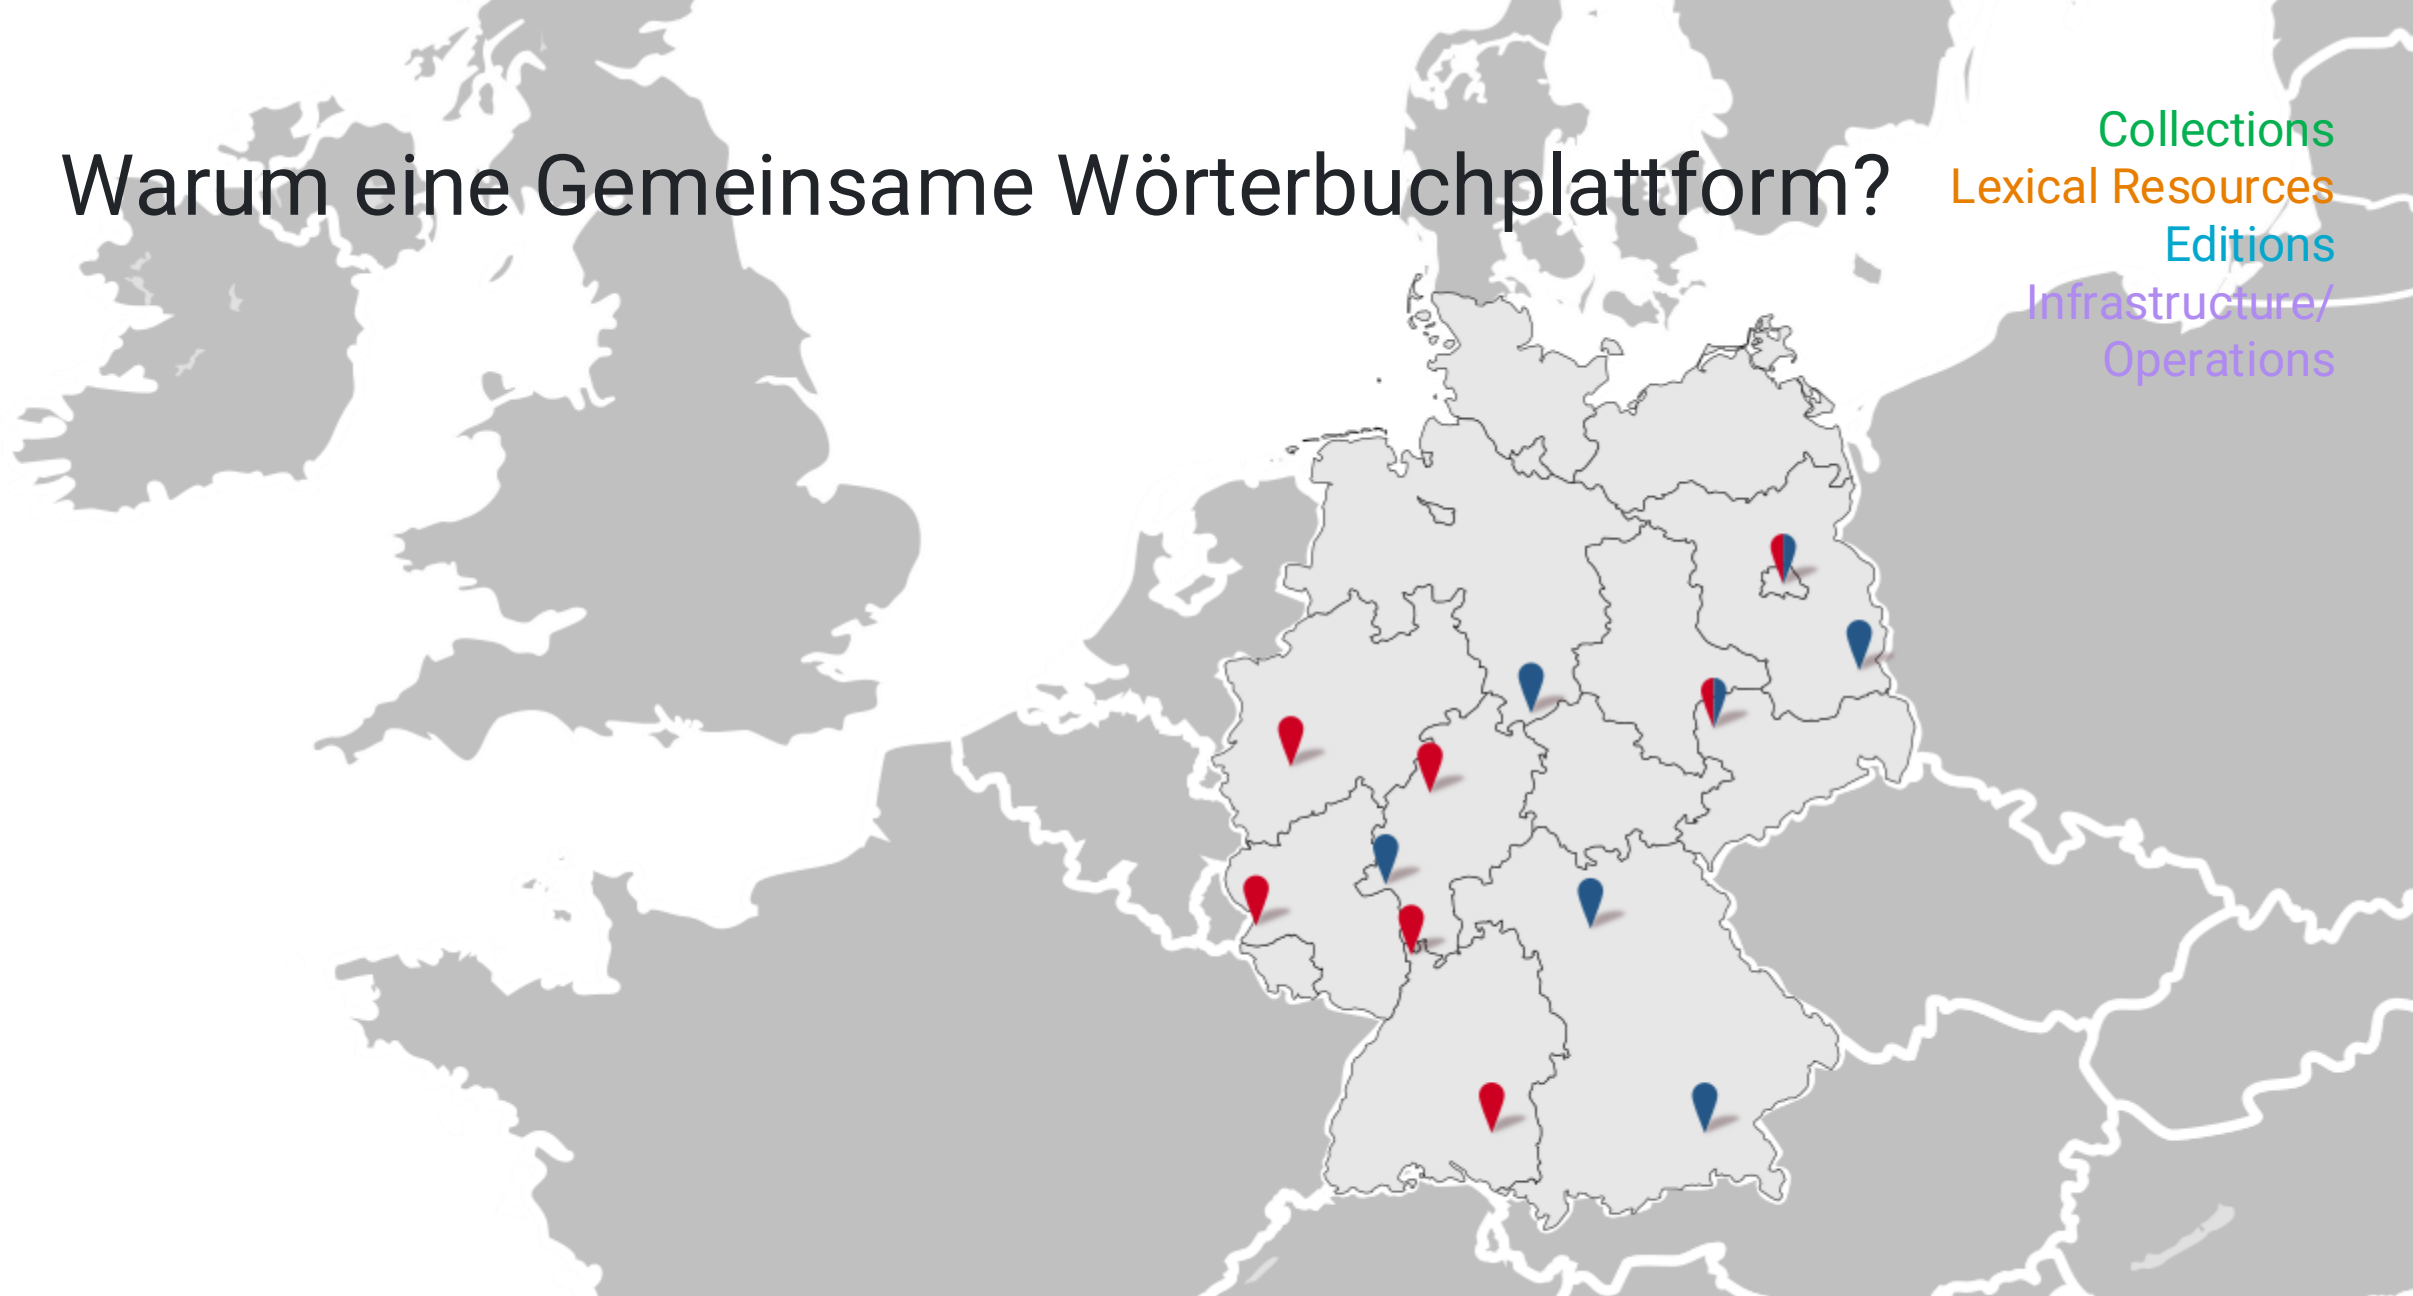 Warum eine Gemeinsame Wörterbuchplattform?
Collections
Lexical Resources
Editions
Infrastructure/
Operations